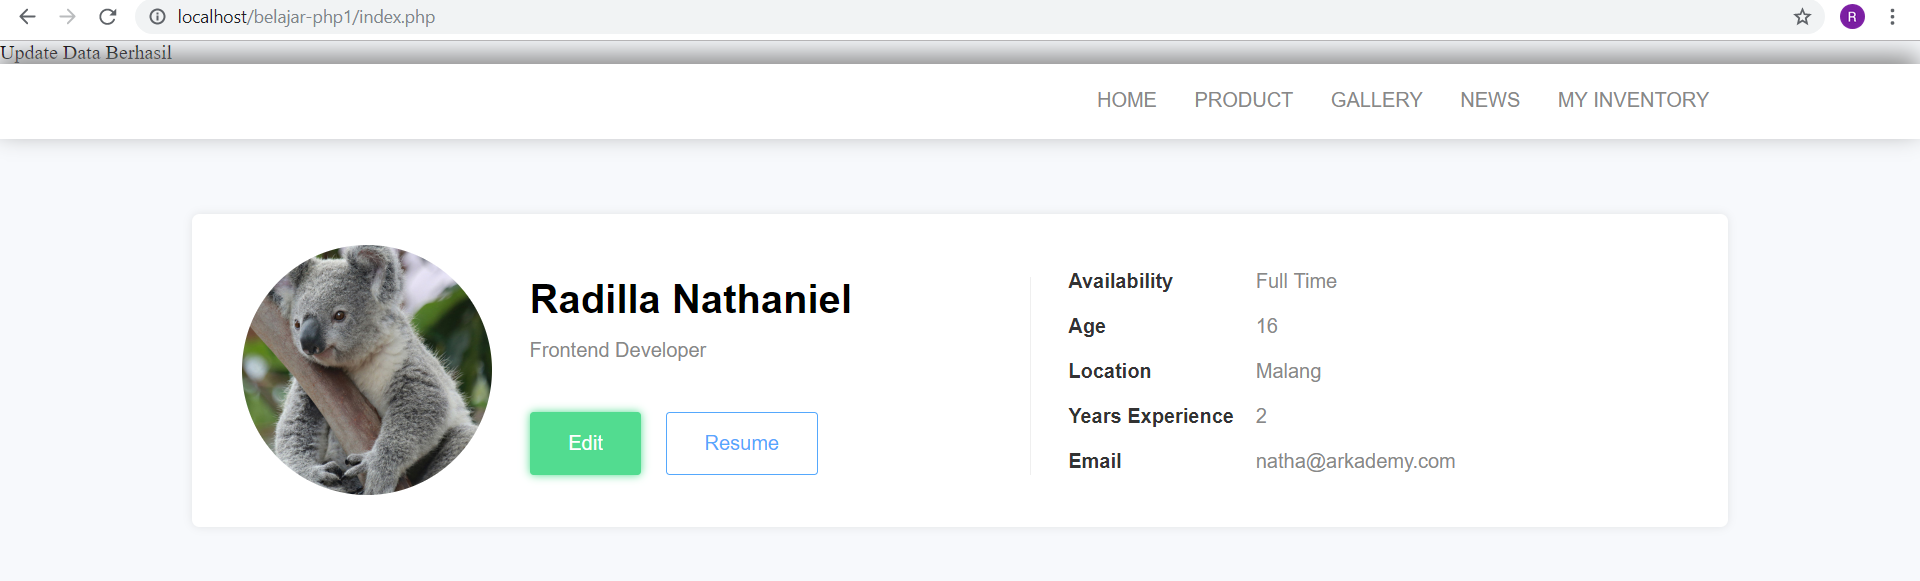 localhost/belajar-php1/index.php
R
Update Data Berhasil
HOME PRODUCT GALLERY NEWS MY INVENTORY
Radilla Nathaniel
Frontend Developer
Edit Resume
Availability Full Time
Age 16
Location Malang
Years Experience 2
Email natha@arkademy.com